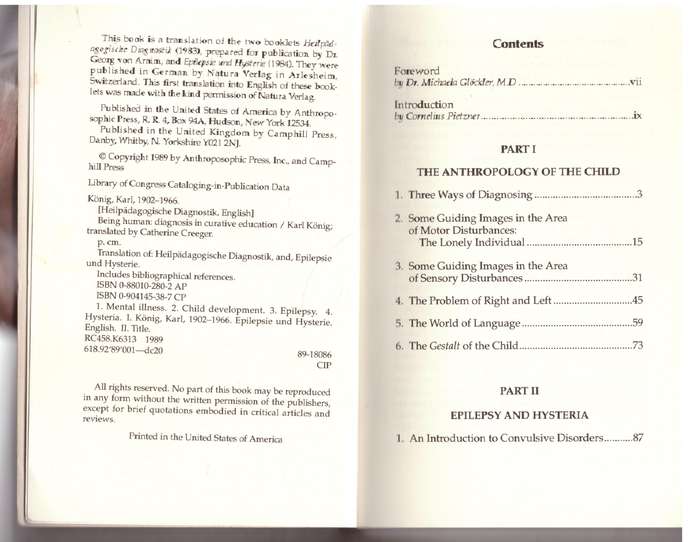 This book is a translation of the two booklets Heilpäd-
agogische Diagnostik (1983), prepared for publication by Dr.
Georg von Arnim, and Epilepsie und Hysterie (1984). They were
published in German by Natura Verlag in Arlesheim,
Switzerland. This first translation into English of these book-
lets was made with the kind permission of Natura Verlag.
Published in the United States of America by Anthropo-
sophic Press, R. R. 4, Box 94A, Hudson, New York 12534.
Published in the United Kingdom by Camphill Press,
Danby, Whitby, N. Yorkshire Y021 2NJ.
© Copyright 1989 by Anthroposophic Press, Inc., and Camp-
hill Press
Library of Congress Cataloging-in-Publication Data
König, Karl, 1902–1966.
[Heilpädagogische Diagnostik. English]
Being human: diagnosis in curative education / Karl König;
translated by Catherine Creeger.
p. cm.
Translation of: Heilpädagogische Diagnostik, and, Epilepsie
und Hysterie.
Includes bibliographical references.
ISBN 0-88010-280-2 AP
ISBN 0-904145-38-7 CP
1. Mental illness. 2. Child development. 3. Epilepsy. 4.
Hysteria. I. König, Karl, 1902–1966. Epilepsie und Hysterie.
English. II. Title.
RC458.K6313 1989
618.92'89'001—dc20 89-18086
CIP
All rights reserved. No part of this book may be reproduced
in any form without the written permission of the publishers,
except for brief quotations embodied in critical articles and
reviews.
Printed in the United States of America
Contents
Foreword
by Dr. Michaela Glöckler, M.D. ........vii
Introduction
by Cornelius Pietzner........ix
PART I
THE ANTHROPOLOGY OF THE CHILD
1. Three Ways of Diagnosing ........3
2. Some Guiding Images in the Area
of Motor Disturbances:
The Lonely Individual ........15
3. Some Guiding Images in the Area
of Sensory Disturbances ........31
4. The Problem of Right and Left ........45
5. The World of Language ........59
6. The Gestalt of the Child ........73
PART II
EPILEPSY AND HYSTERIA
1. An Introduction to Convulsive Disorders ........87